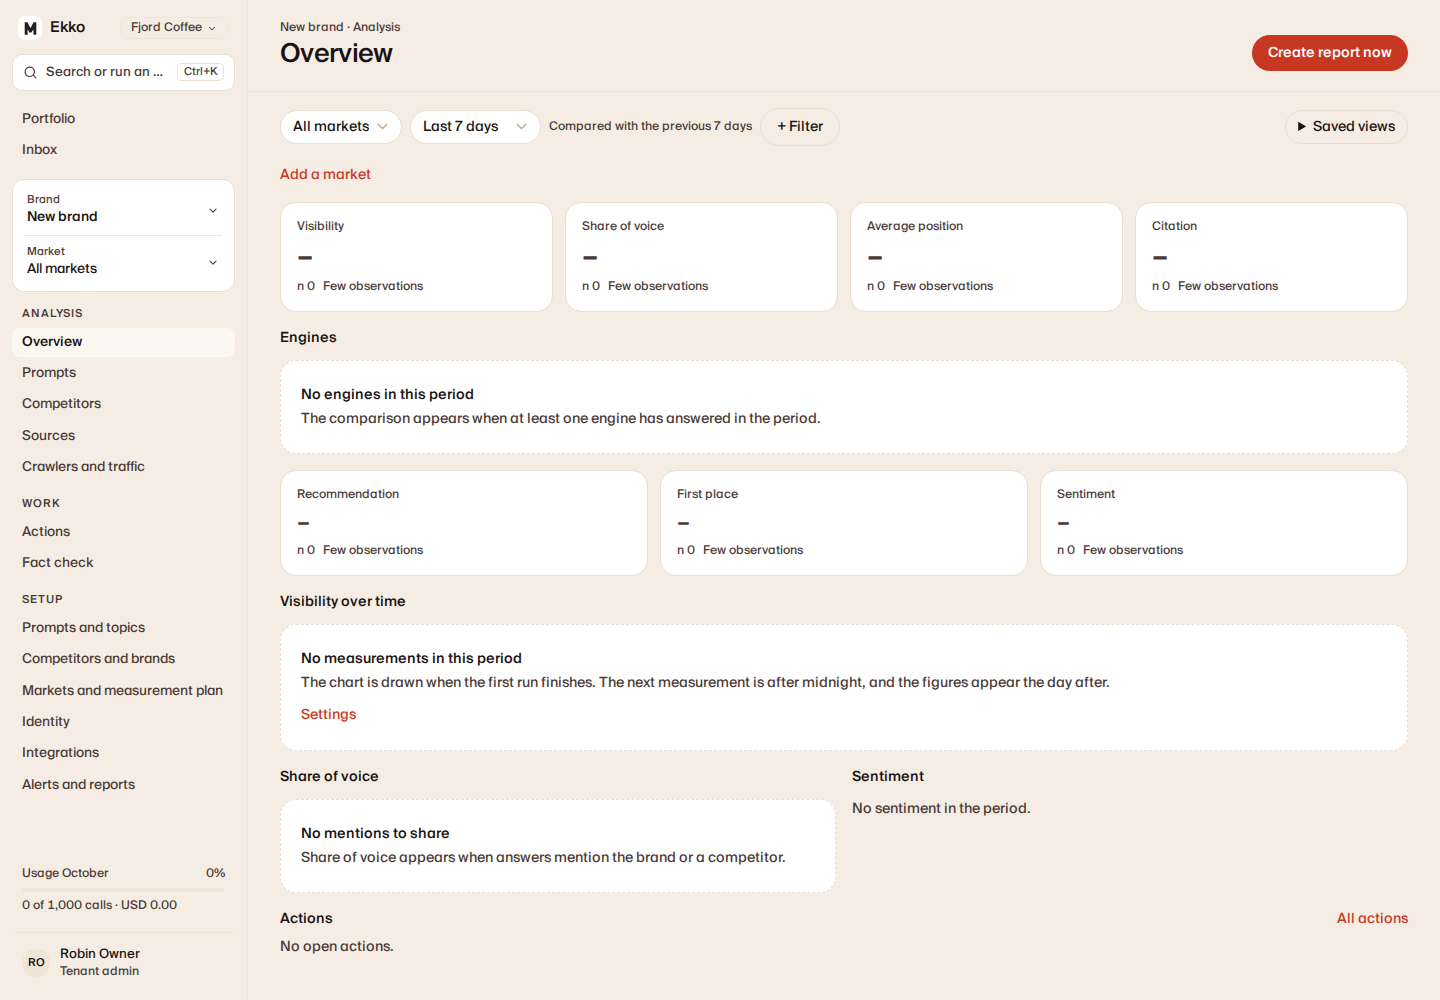 Ekko
Fjord Coffee
Search or run an ...
Ctrl+K
Portfolio
Inbox
Brand
New brand
Market
All markets
ANALYSIS
Overview
Prompts
Competitors
Sources
Crawlers and traffic
WORK
Actions
Fact check
SETUP
Prompts and topics
Competitors and brands
Markets and measurement plan
Identity
Integrations
Alerts and reports
Usage October 0%
0 of 1,000 calls · USD 0.00
RO
Robin Owner
Tenant admin
New brand · Analysis
Overview
Create report now
All markets
Last 7 days
Compared with the previous 7 days
+ Filter
Saved views
Add a market
Visibility
–
n 0 Few observations
Share of voice
–
n 0 Few observations
Average position
–
n 0 Few observations
Citation
–
n 0 Few observations
Engines
No engines in this period
The comparison appears when at least one engine has answered in the period.
Recommendation
–
n 0 Few observations
First place
–
n 0 Few observations
Sentiment
–
n 0 Few observations
Visibility over time
No measurements in this period
The chart is drawn when the first run finishes. The next measurement is after midnight, and the figures appear the day after.
Settings
Share of voice
No mentions to share
Share of voice appears when answers mention the brand or a competitor.
Sentiment
No sentiment in the period.
Actions
All actions
No open actions.